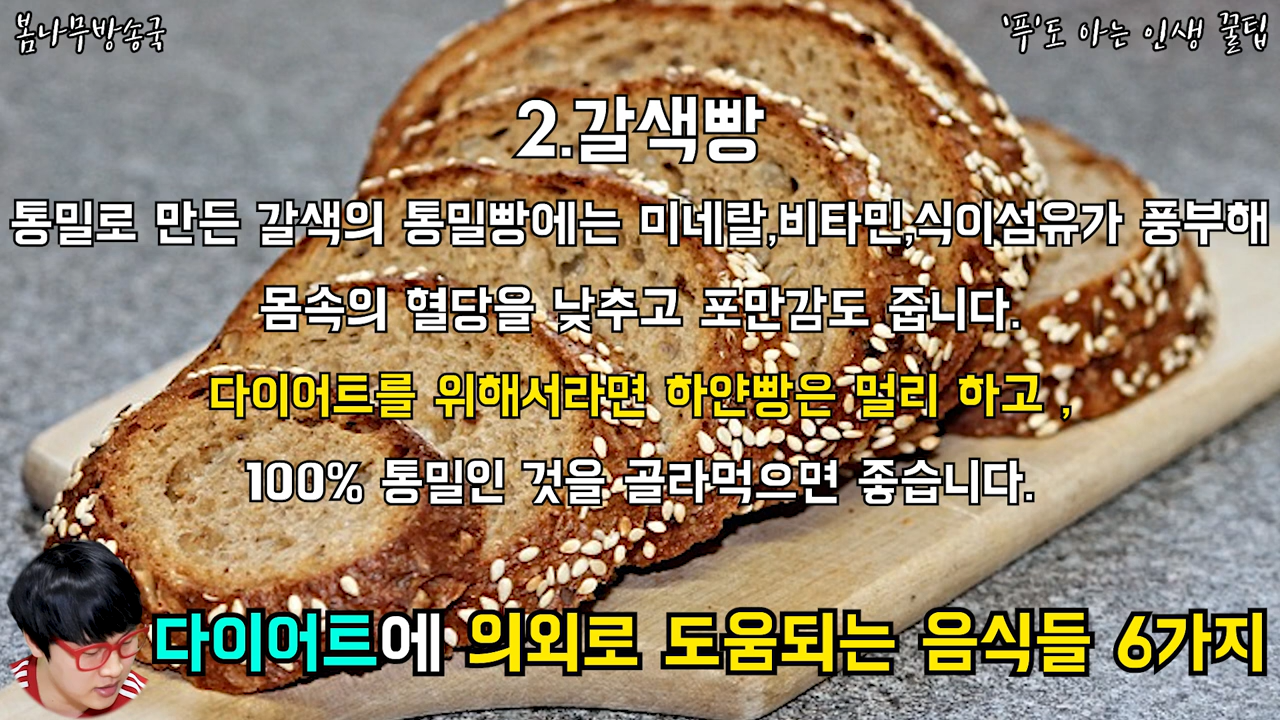 봄나무방송국
'푸'도 아는 인생 꿀팁
2.갈색빵
통밀로 만든 갈색의 통밀빵에는 미네랄,비타민,식이섬유가 풍부해
몸속의 혈당을 낮추고 포만감도 줍니다.
다이어트를 위해서라면 하얀빵은 멀리 하고 ,
100% 통밀인 것을 골라먹으면 좋습니다.
다이어트에 의외로 도움되는 음식들 6가지